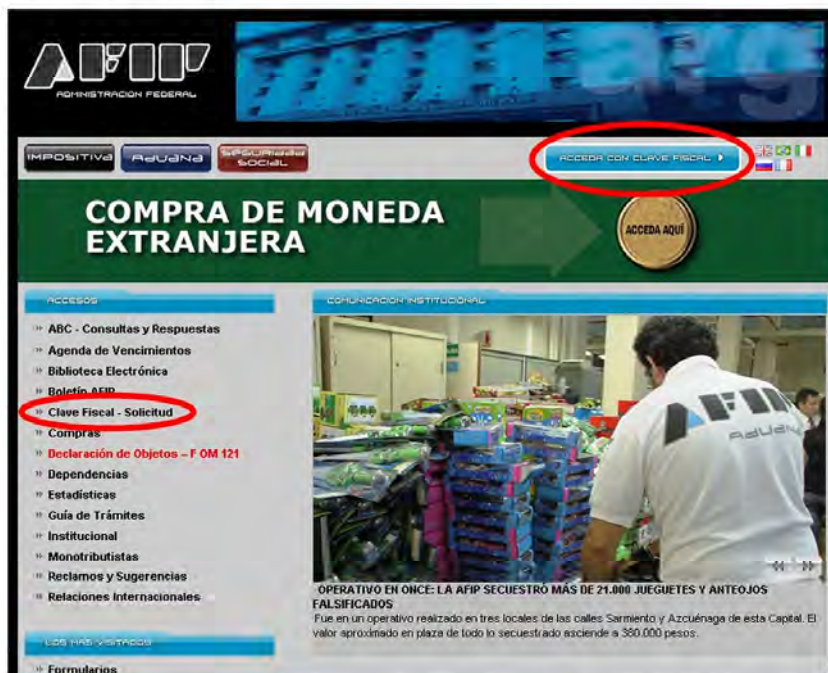 AFIP
ADMINISTRACION FEDERAL
arg
IMPOSITIVA
ADUANA
SEGURIDAD
SOCIAL
ACCEDA CON CLAVE FISCAL
COMPRA DE MONEDA
EXTRANJERA
ACCEDA AQUÍ
ACCESOS
» ABC - Consultas y Respuestas
» Agenda de Vencimientos
» Biblioteca Electrónica
» Boletín AFIP
» Clave Fiscal - Solicitud
» Compras
» Declaración de Objetos – F OM 121
» Dependencias
» Estadísticas
» Guía de Trámites
» Institucional
» Monotributistas
» Reclamos y Sugerencias
» Relaciones Internacionales
LOS MAS VISITADOS
» Formularios
COMUNICACION INSTITUCIONAL
AFIP
ADUANA
OPERATIVO EN ONCE: LA AFIP SECUESTRÓ MÁS DE 21.000 JUEGUETES Y ANTEOJOS
FALSIFICADOS
Fue en un operativo realizado en tres locales de las calles Sarmiento y Azcuénaga de esta Capital. El
valor aproximado en plaza de todo lo secuestrado asciende a 380.000 pesos.